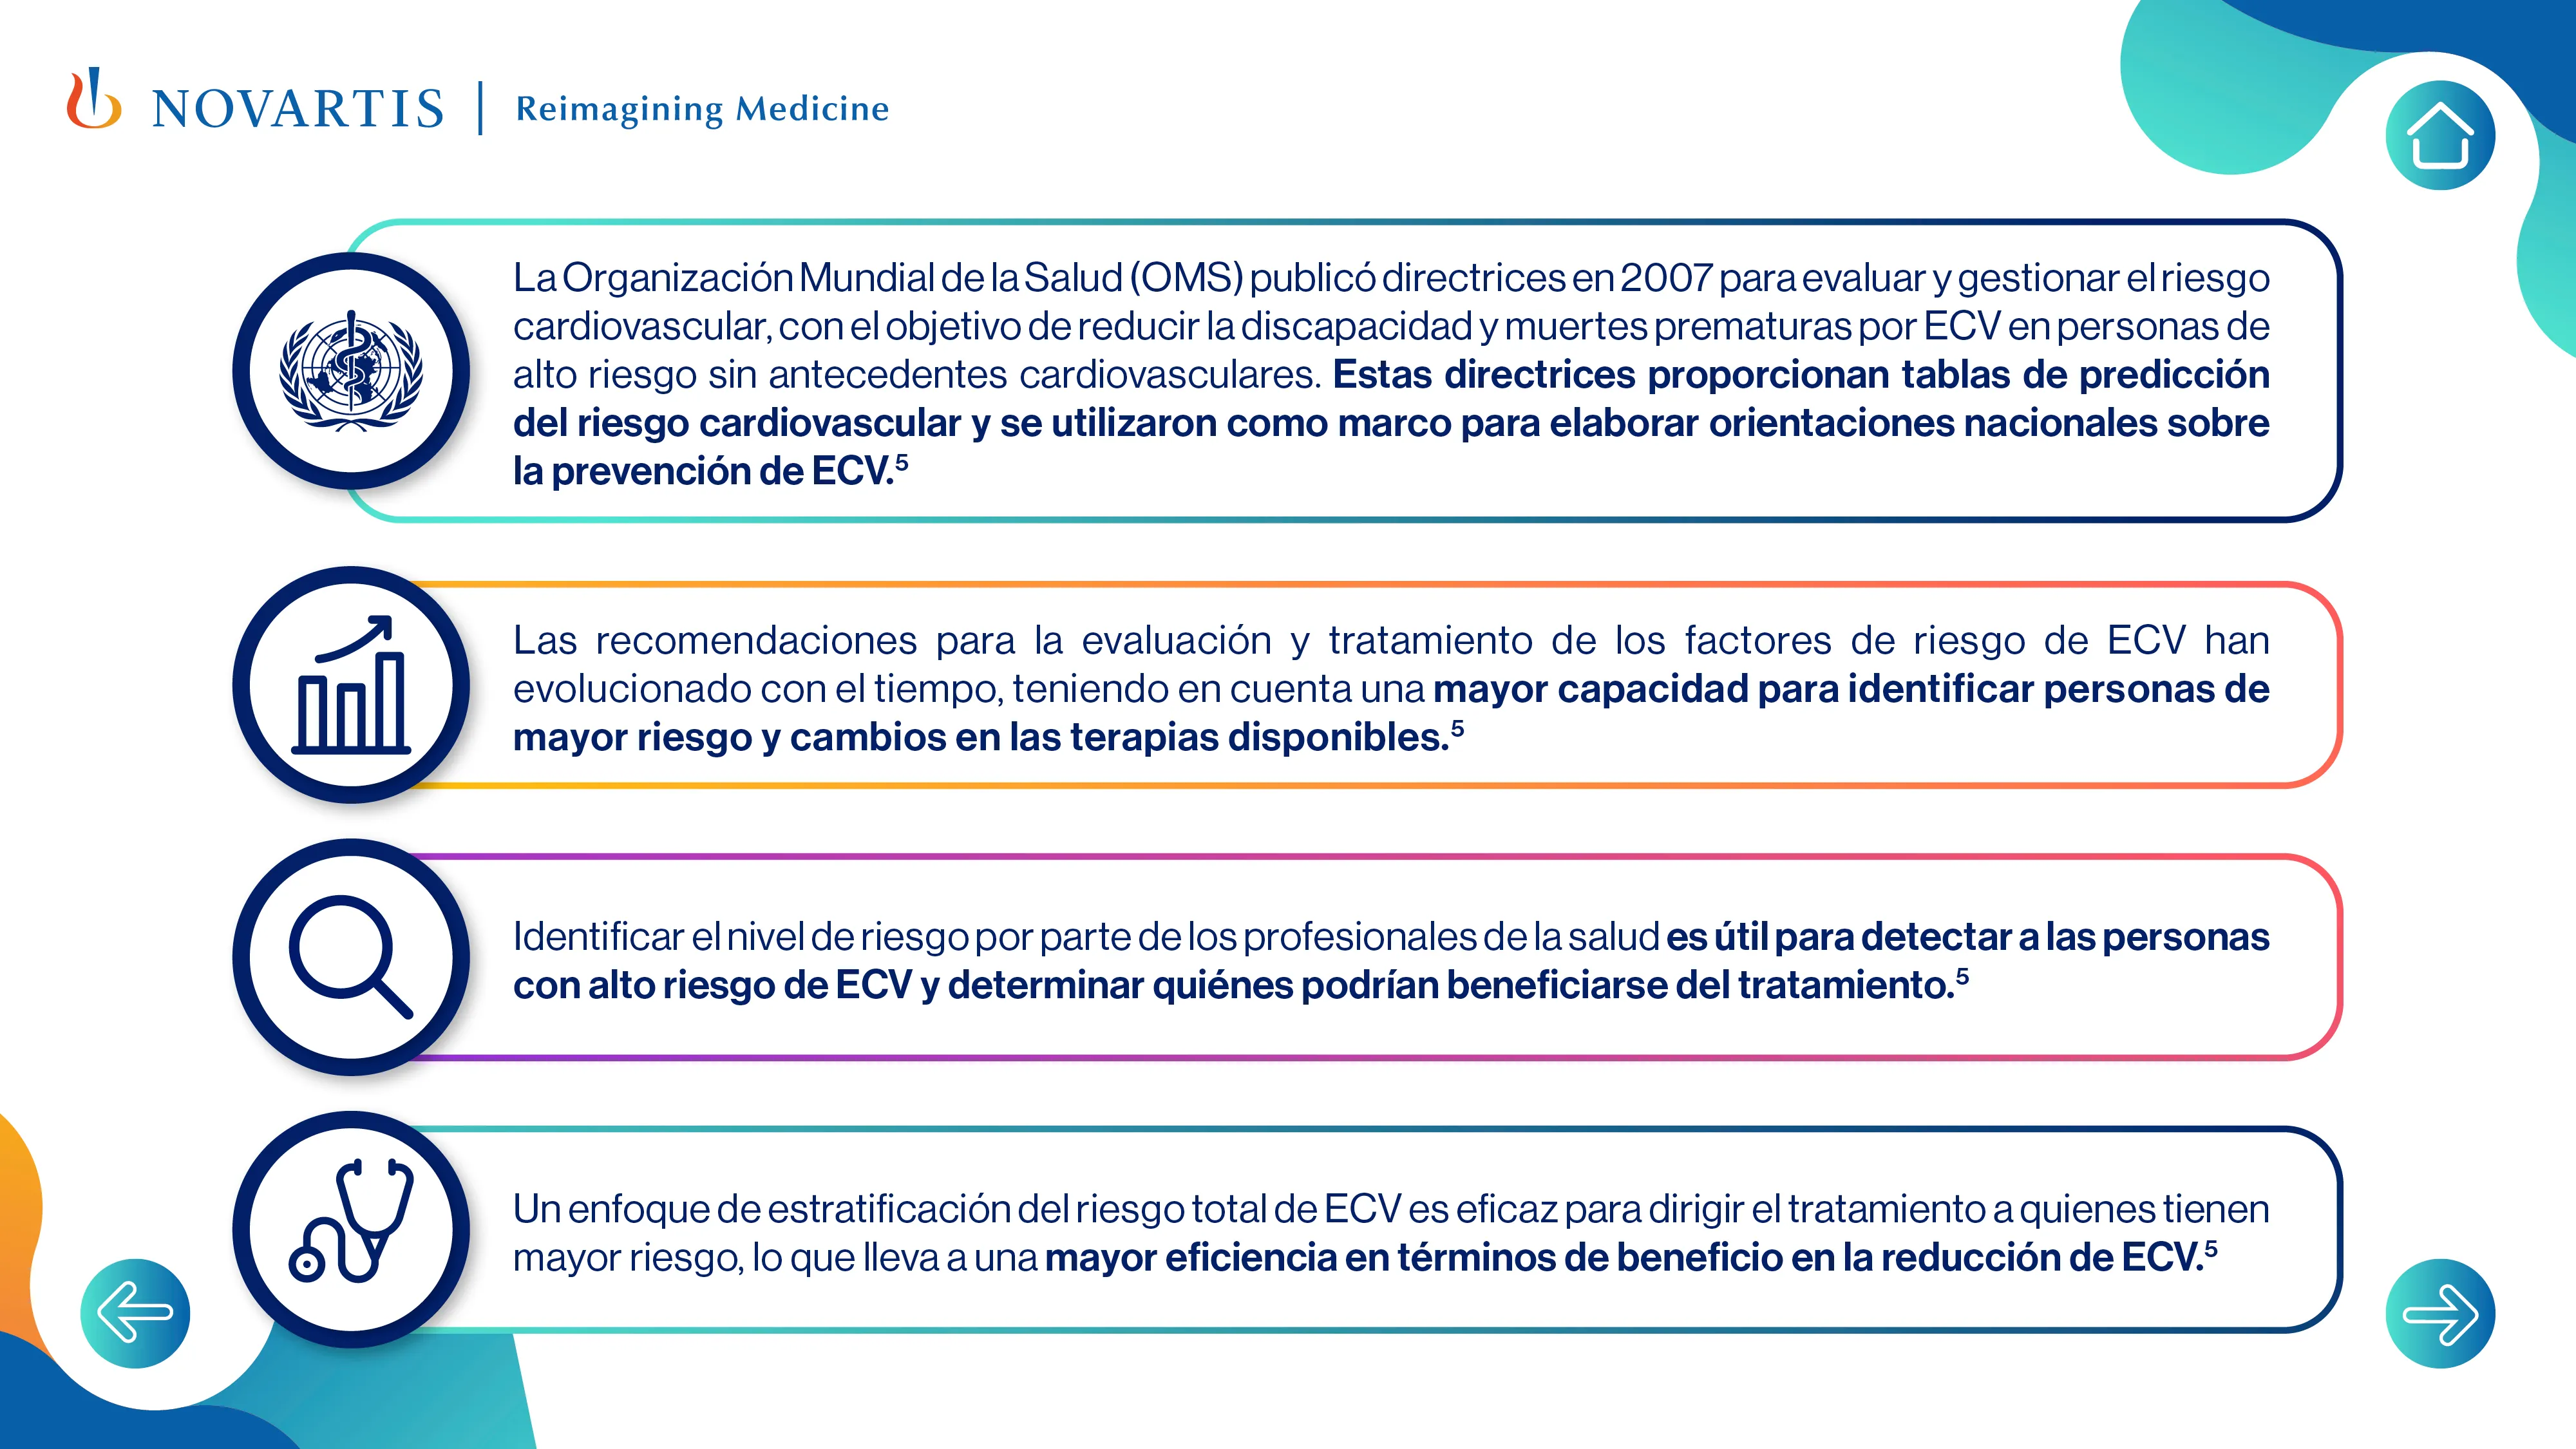 NOVARTIS | Reimagining Medicine
La Organización Mundial de la Salud (OMS) publicó directrices en 2007 para evaluar y gestionar el riesgo
cardiovascular, con el objetivo de reducir la discapacidad y muertes prematuras por ECV en personas de
alto riesgo sin antecedentes cardiovasculares. Estas directrices proporcionan tablas de predicción
del riesgo cardiovascular y se utilizaron como marco para elaborar orientaciones nacionales sobre
la prevención de ECV.⁵
Las recomendaciones para la evaluación y tratamiento de los factores de riesgo de ECV han
evolucionado con el tiempo, teniendo en cuenta una mayor capacidad para identificar personas de
mayor riesgo y cambios en las terapias disponibles.⁵
Identificar el nivel de riesgo por parte de los profesionales de la salud es útil para detectar a las personas
con alto riesgo de ECV y determinar quiénes podrían beneficiarse del tratamiento.⁵
Un enfoque de estratificación del riesgo total de ECV es eficaz para dirigir el tratamiento a quienes tienen
mayor riesgo, lo que lleva a una mayor eficiencia en términos de beneficio en la reducción de ECV.⁵